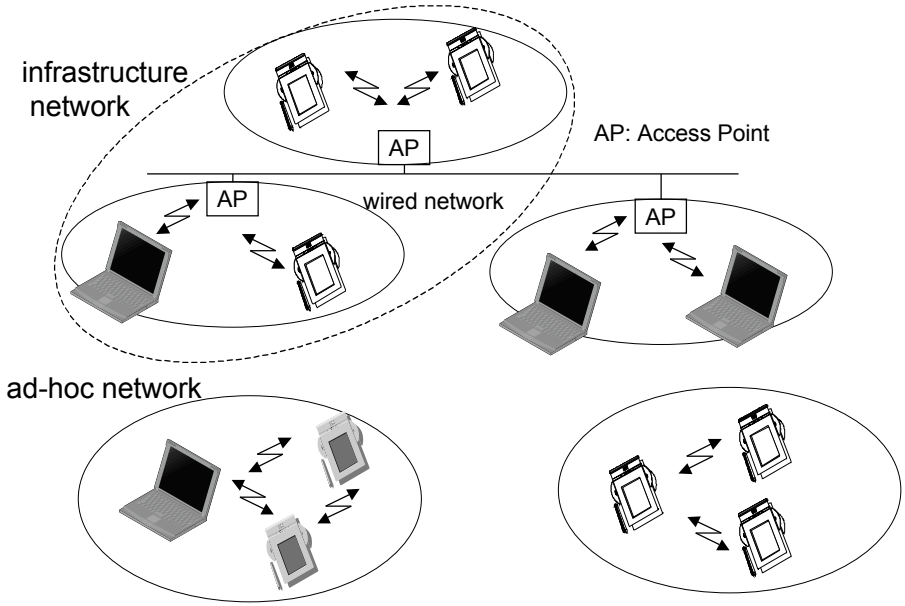 infrastructure
network
AP
AP: Access Point
AP
wired network
AP
ad-hoc network